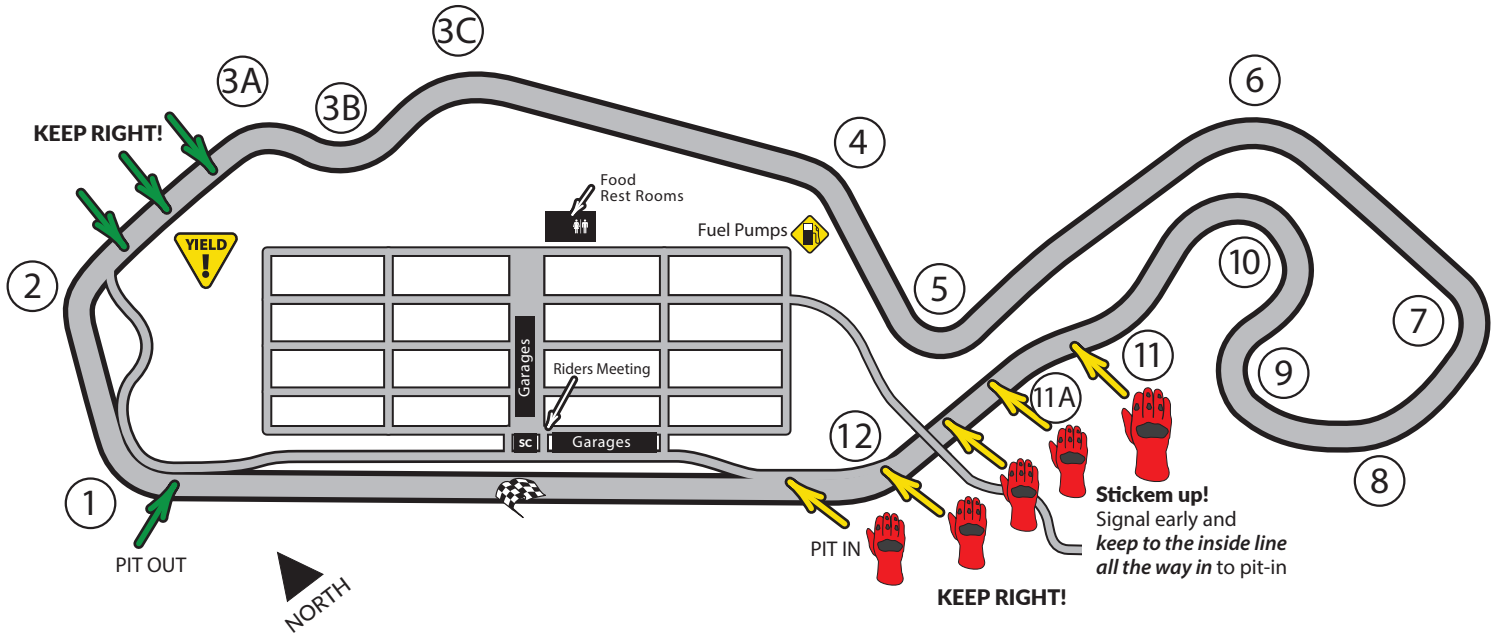 3C
3A
3B
6
KEEP RIGHT!
4
Food
Rest Rooms
Fuel Pumps
YIELD
!
2
5
10
7
Garages
Riders Meeting
11
9
11A
12
SC
Garages
8
1
Stickem up!
Signal early and
keep to the inside line
all the way in to pit-in
PIT OUT
PIT IN
KEEP RIGHT!
NORTH